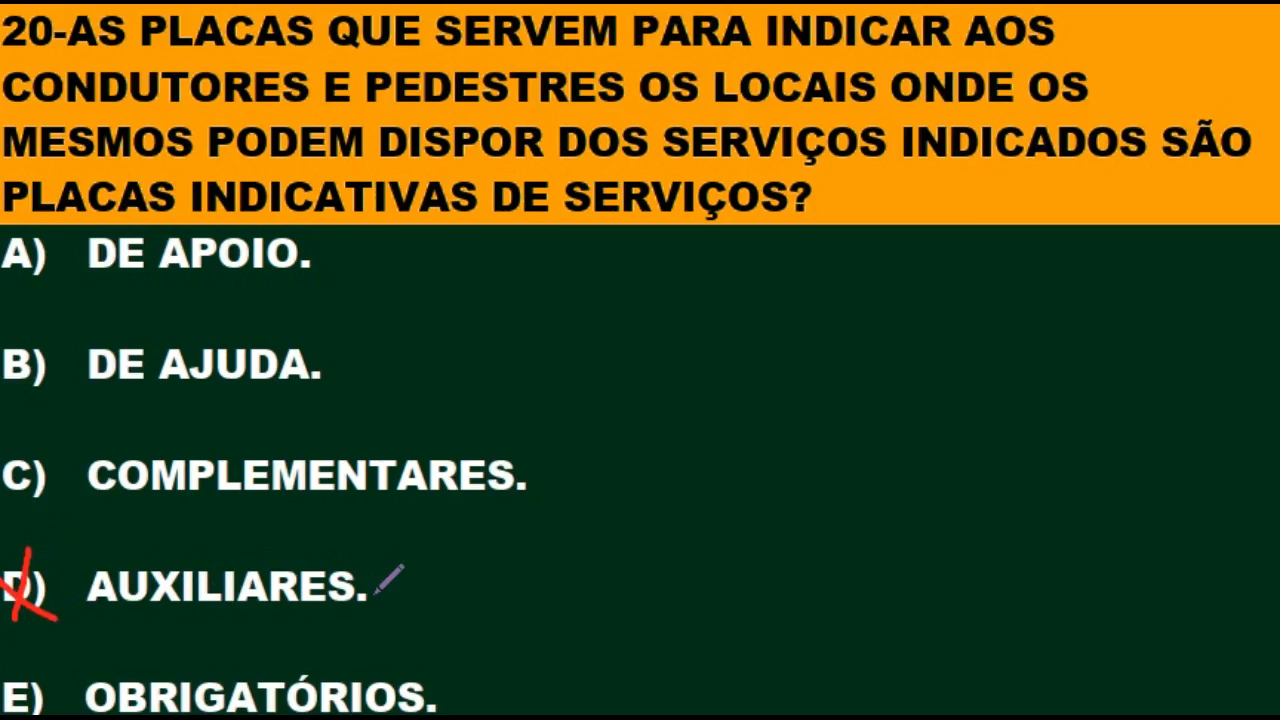 20-AS PLACAS QUE SERVEM PARA INDICAR AOS
CONDUTORES E PEDESTRES OS LOCAIS ONDE OS
MESMOS PODEM DISPOR DOS SERVIÇOS INDICADOS SÃO
PLACAS INDICATIVAS DE SERVIÇOS?
A) DE APOIO.
B) DE AJUDA.
C) COMPLEMENTARES.
D) AUXILIARES.
E) OBRIGATÓRIOS.